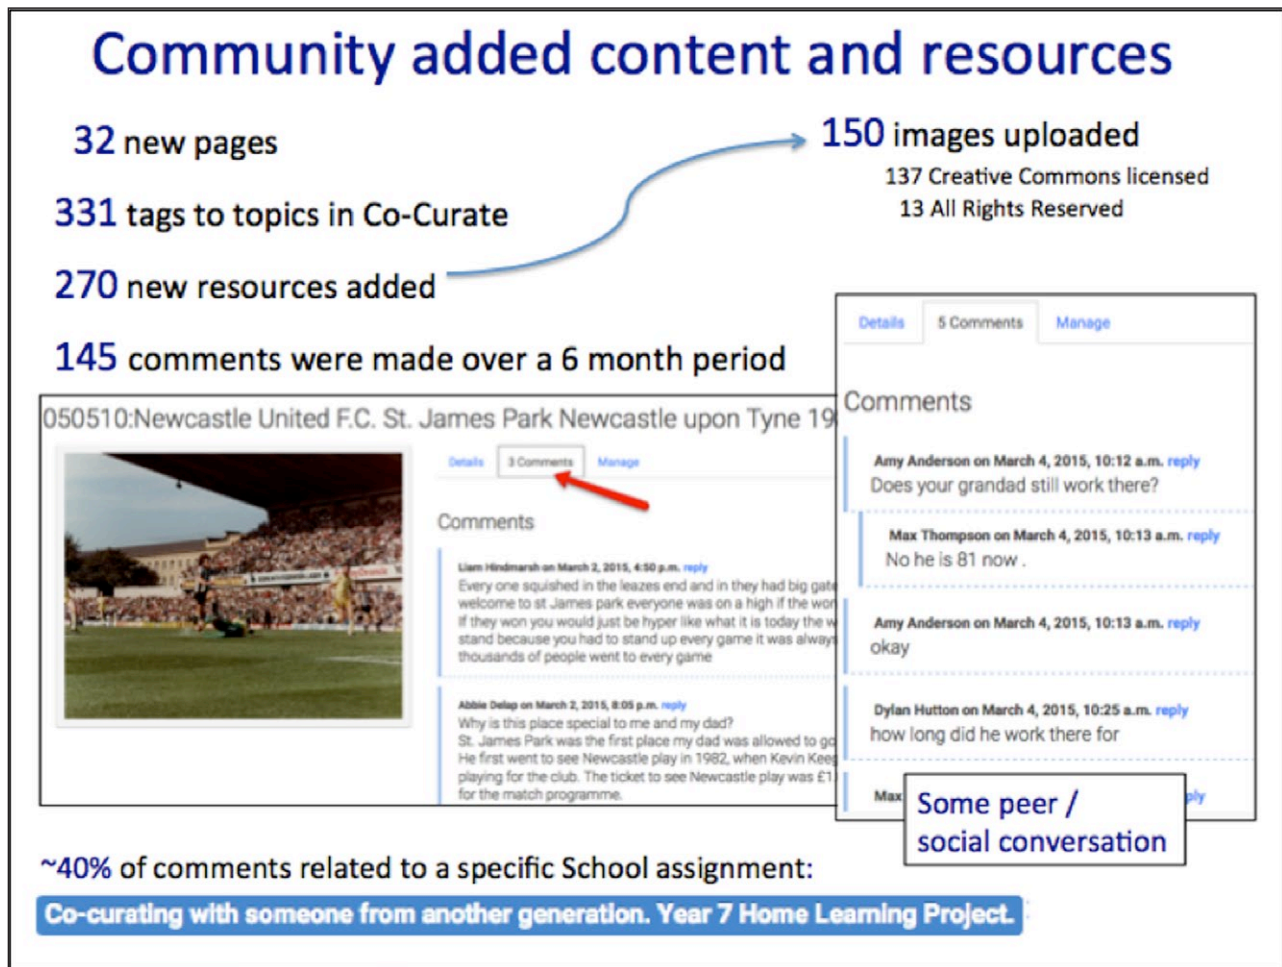 Community added content and resources
32 new pages
331 tags to topics in Co-Curate
270 new resources added
145 comments were made over a 6 month period
150 images uploaded
137 Creative Commons licensed
13 All Rights Reserved
050510:Newcastle United F.C. St. James Park Newcastle upon Tyne 19
Details 3 Comments Manage
Comments
Liam Hindmarsh on March 2, 2015, 4:50 p.m. reply
Every one squished in the leazes end and in they had big gate
welcome to st James park everyone was on a high if the won
If they won you would just be hyper like what it is today the w
stand because you had to stand up every game it was always
thousands of people went to every game
Abbie Delap on March 2, 2015, 8:05 p.m. reply
Why is this place special to me and my dad?
St. James Park was the first place my dad was allowed to go
He first went to see Newcastle play in 1982, when Kevin Keeg
playing for the club. The ticket to see Newcastle play was £1
for the match programme.
Details 5 Comments Manage
Comments
Amy Anderson on March 4, 2015, 10:12 a.m. reply
Does your grandad still work there?
Max Thompson on March 4, 2015, 10:13 a.m. reply
No he is 81 now .
Amy Anderson on March 4, 2015, 10:13 a.m. reply
okay
Dylan Hutton on March 4, 2015, 10:25 a.m. reply
how long did he work there for
Max ply
Some peer /
social conversation
~40% of comments related to a specific School assignment:
Co-curating with someone from another generation. Year 7 Home Learning Project.